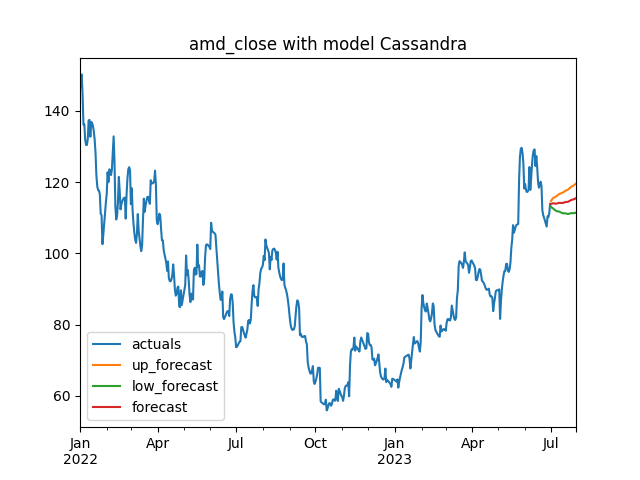 amd_close with model Cassandra
140
120
100
80
60
actuals
up_forecast
low_forecast
forecast
Jan Apr Jul Oct Jan Apr Jul
2022 2023